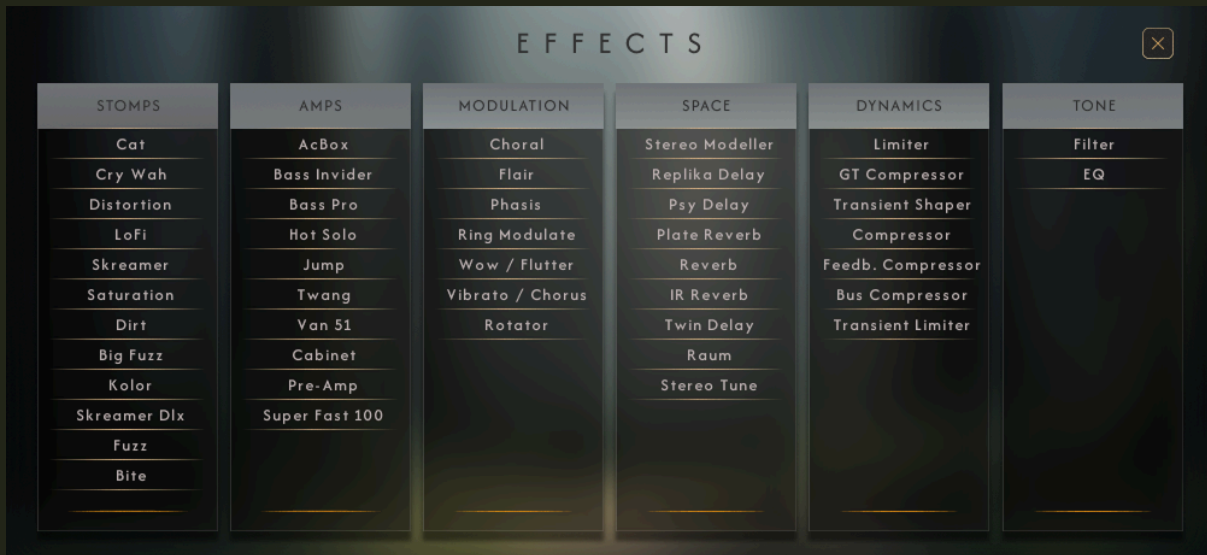 EFFECTS
STOMPS
Cat
Cry Wah
Distortion
LoFi
Skreamer
Saturation
Dirt
Big Fuzz
Kolor
Skreamer Dlx
Fuzz
Bite
AMPS
AcBox
Bass Invider
Bass Pro
Hot Solo
Jump
Twang
Van 51
Cabinet
Pre-Amp
Super Fast 100
MODULATION
Choral
Flair
Phasis
Ring Modulate
Wow / Flutter
Vibrato / Chorus
Rotator
SPACE
Stereo Modeller
Replika Delay
Psy Delay
Plate Reverb
Reverb
IR Reverb
Twin Delay
Raum
Stereo Tune
DYNAMICS
Limiter
GT Compressor
Transient Shaper
Compressor
Feedb. Compressor
Bus Compressor
Transient Limiter
TONE
Filter
EQ